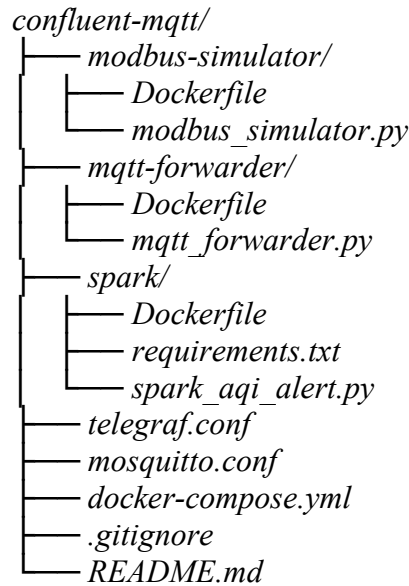 confluent-mqtt/
├── modbus-simulator/
│   ├── Dockerfile
│   └── modbus_simulator.py
├── mqtt-forwarder/
│   ├── Dockerfile
│   └── mqtt_forwarder.py
├── spark/
│   ├── Dockerfile
│   ├── requirements.txt
│   └── spark_aqi_alert.py
├── telegraf.conf
├── mosquitto.conf
├── docker-compose.yml
├── .gitignore
└── README.md